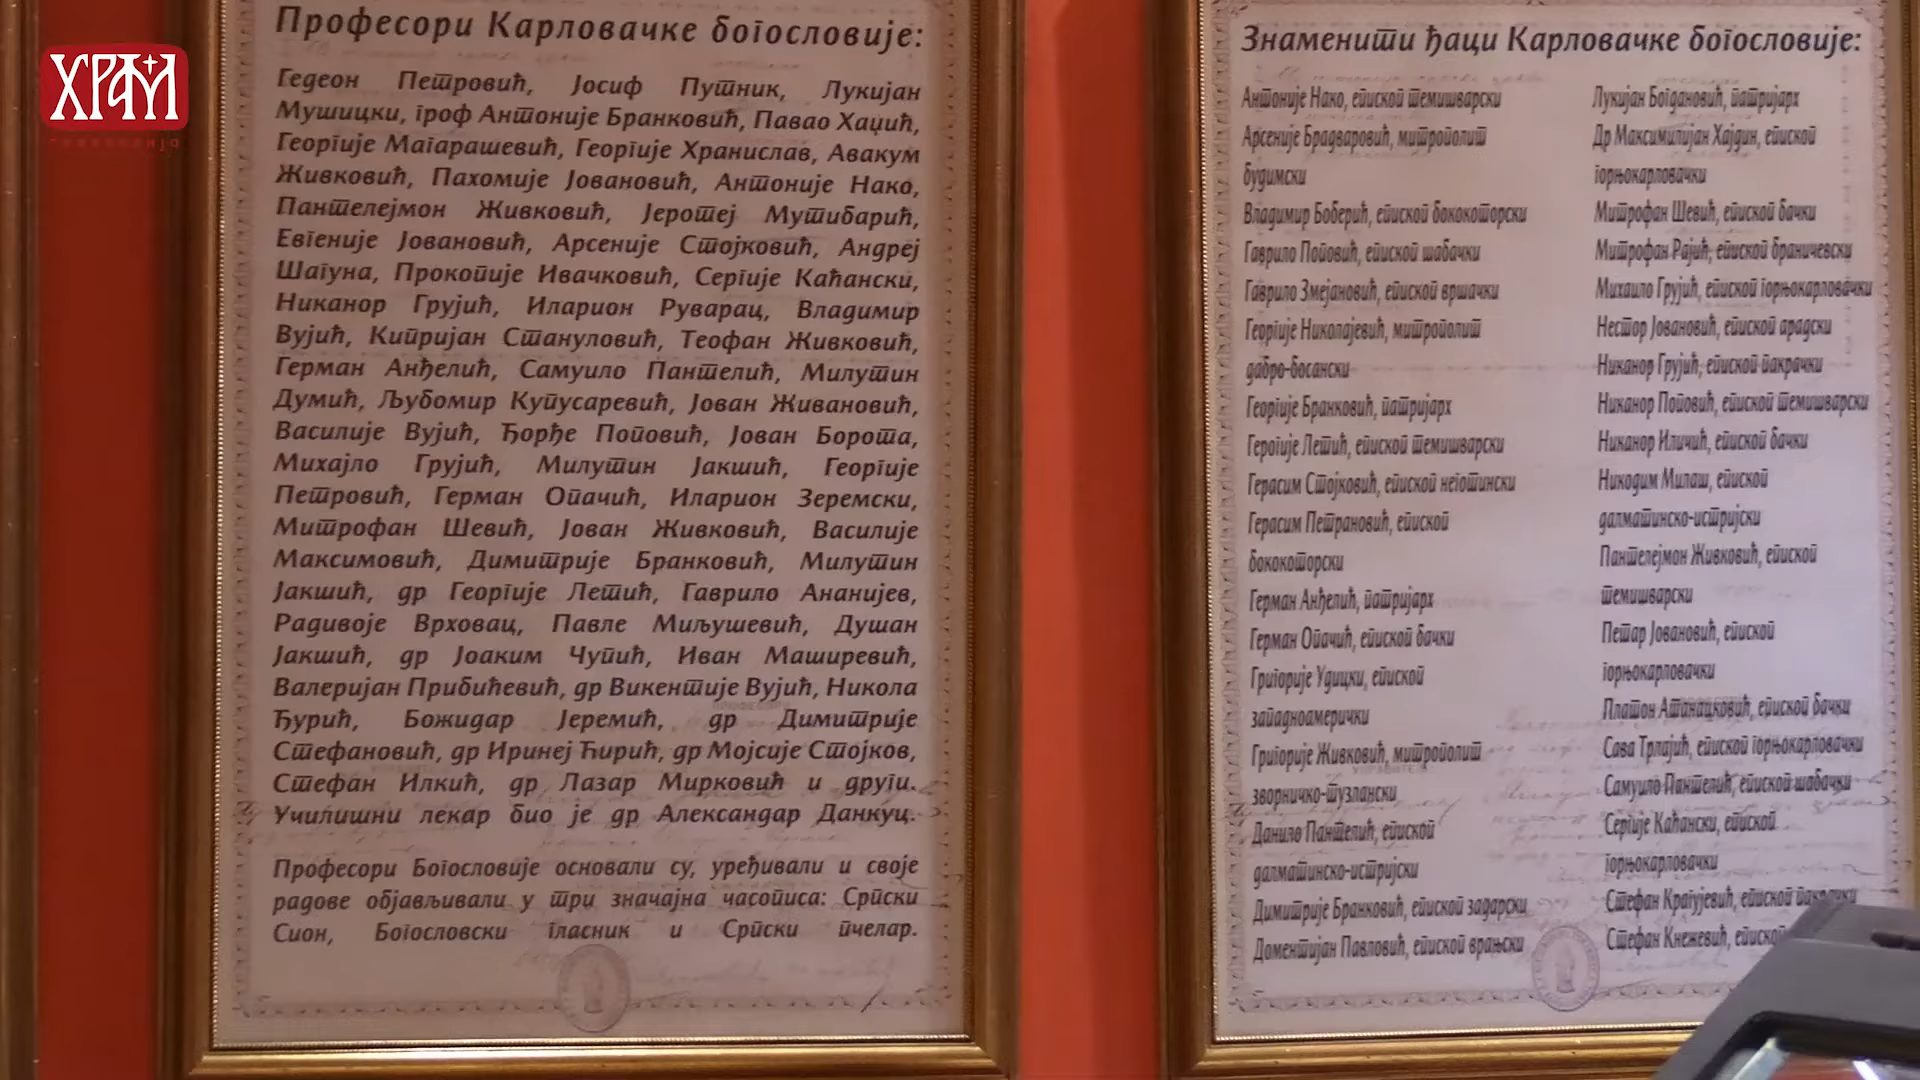 ХРАМ
Професори Карловачке богословије:
Гедеон Петровић, Јосиф Путник, Лукијан
Мушицки, гроф Антоније Бранковић, Павао Хаџић,
Георгије Магарашевић, Георгије Хранислав, Авакум
Живковић, Пахомије Јовановић, Антоније Нако,
Пантелејмон Живковић, Јеротеј Мутибарић,
Евгеније Јовановић, Арсеније Стојковић, Андреј
Шагуна, Прокопије Ивачковић, Сергије Каћански,
Никанор Грујић, Иларион Руварац, Владимир
Вујић, Кипријан Стануловић, Теофан Живковић,
Герман Анђелић, Самуило Пантелић, Милутин
Думић, Љубомир Купусаревић, Јован Живановић,
Василије Вујић, Ђорђе Поповић, Јован Борота,
Михајло Грујић, Милутин Јакшић, Георгије
Петровић, Герман Опачић, Иларион Зеремски,
Митрофан Шевић, Јован Живковић, Василије
Максимовић, Димитрије Бранковић, Милутин
Јакшић, др Георгије Летић, Гаврило Ананијев,
Радивоје Врховац, Павле Миљушевић, Душан
Јакшић, др Јоаким Чупић, Иван Маширевић,
Валеријан Прибићевић, др Викентије Вујић, Никола
Ђурић, Божидар Јеремић, др Димитрије
Стефановић, др Иринеј Ћирић, др Мојсије Стојков,
Стефан Илкић, др Лазар Мирковић и други.
Училишни лекар био је др Александар Данкуц.
Професори Богословије основали су, уређивали и своје
радове објављивали у три значајна часописа: Српски
Сион, Богословски гласник и Српски пчелар.
Знаменити ђаци Карловачке богословије:
Антоније Нако, епископ темишварски
Арсеније Брадваровић, митрополит
будимски
Владимир Боберић, епископ бококоторски
Гаврило Поповић, епископ шабачки
Гаврило Змејановић, епископ вршачки
Георгије Николајевић, митрополит
дабро-босански
Георгије Бранковић, патријарх
Герогије Летић, епископ темишварски
Герасим Стојковић, епископ неготински
Герасим Петрановић, епископ
бококоторски
Герман Анђелић, патријарх
Герман Опачић, епископ бачки
Григорије Удицки, епископ
западноамерички
Григорије Живковић, митрополит
зворничко-тузлански
Данило Пантелић, епископ
далматинско-истријски
Димитрије Бранковић, епископ задарски
Доментијан Павловић, епископ врањски
Лукијан Богдановић, патријарх
Др Максимилијан Хајдин, епископ
горњокарловачки
Митрофан Шевић, епископ бачки
Митрофан Рајић, епископ браничевски
Михаило Грујић, епископ горњокарловачки
Нестор Јовановић, епископ арадски
Никанор Грујић, епископ пакрачки
Никанор Поповић, епископ темишварски
Никанор Иличић, епископ бачки
Никодим Милаш, епископ
далматинско-истријски
Пантелејмон Живковић, епископ
темишварски
Петар Јовановић, епископ
горњокарловачки
Платон Атанацковић, епископ бачки
Сава Трлајић, епископ горњокарловачки
Самуило Пантелић, епископ шабачки
Сергије Каћански, епископ
горњокарловачки
Стефан Крагујевић, епископ пакрачки
Стефан Кнежевић, епископ